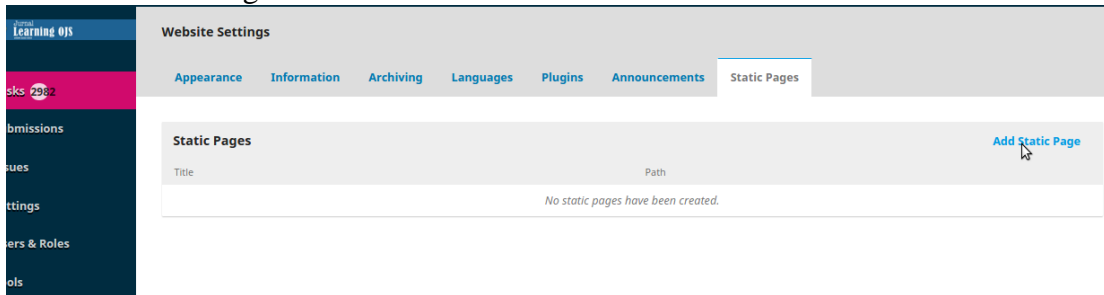 Jurnal
Learning OJS
Website Settings
Appearance Information Archiving Languages Plugins Announcements Static Pages
sks 2982
bmissions
sues
ttings
ers & Roles
ols
Static Pages Add Static Page
Title Path
No static pages have been created.